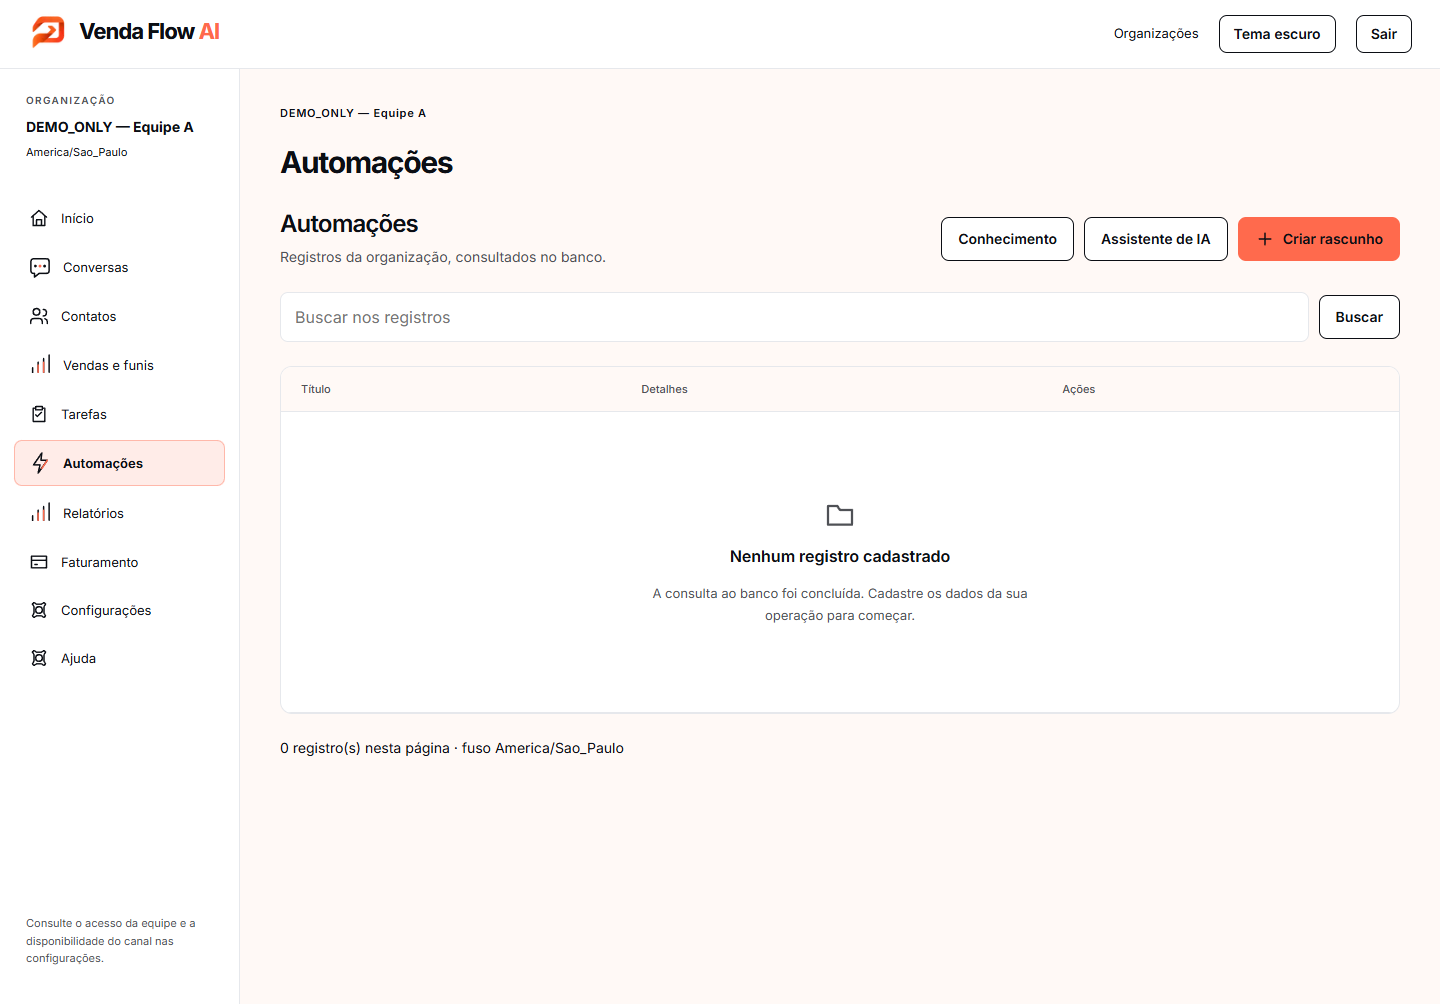 Venda Flow AI
Organizações
Tema escuro
Sair
ORGANIZAÇÃO
DEMO_ONLY — Equipe A
America/Sao_Paulo
Início
Conversas
Contatos
Vendas e funis
Tarefas
Automações
Relatórios
Faturamento
Configurações
Ajuda
Consulte o acesso da equipe e a
disponibilidade do canal nas
configurações.
DEMO_ONLY — Equipe A
Automações
Automações
Registros da organização, consultados no banco.
Conhecimento
Assistente de IA
+ Criar rascunho
Buscar nos registros
Buscar
Título
Detalhes
Ações
Nenhum registro cadastrado
A consulta ao banco foi concluída. Cadastre os dados da sua
operação para começar.
0 registro(s) nesta página · fuso America/Sao_Paulo